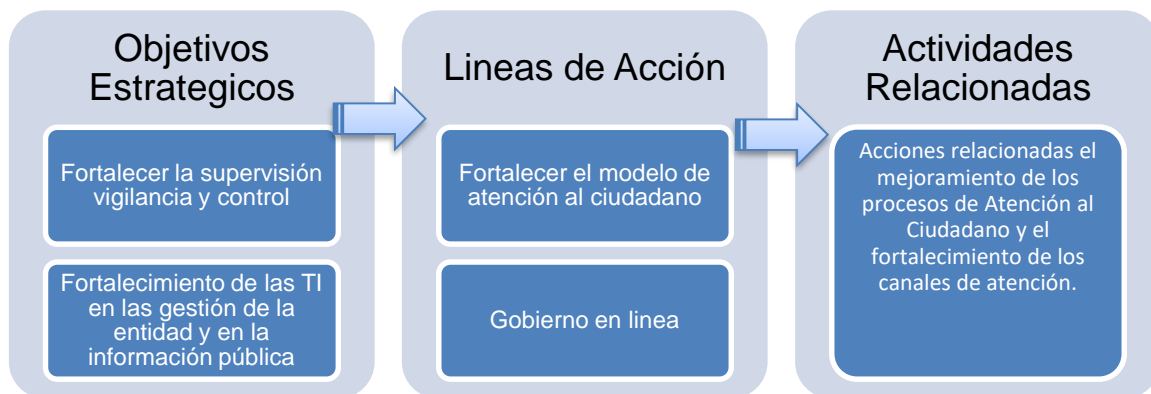 Objetivos
Estrategicos
Fortalecer la supervisión
vigilancia y control
Fortalecimiento de las TI
en las gestión de la
entidad y en la
información pública
Lineas de Acción
Fortalecer el modelo de
atención al ciudadano
Gobierno en linea
Actividades
Relacionadas
Acciones relacionadas el
mejoramiento de los
procesos de Atención al
Ciudadano y el
fortalecimiento de los
canales de atención.